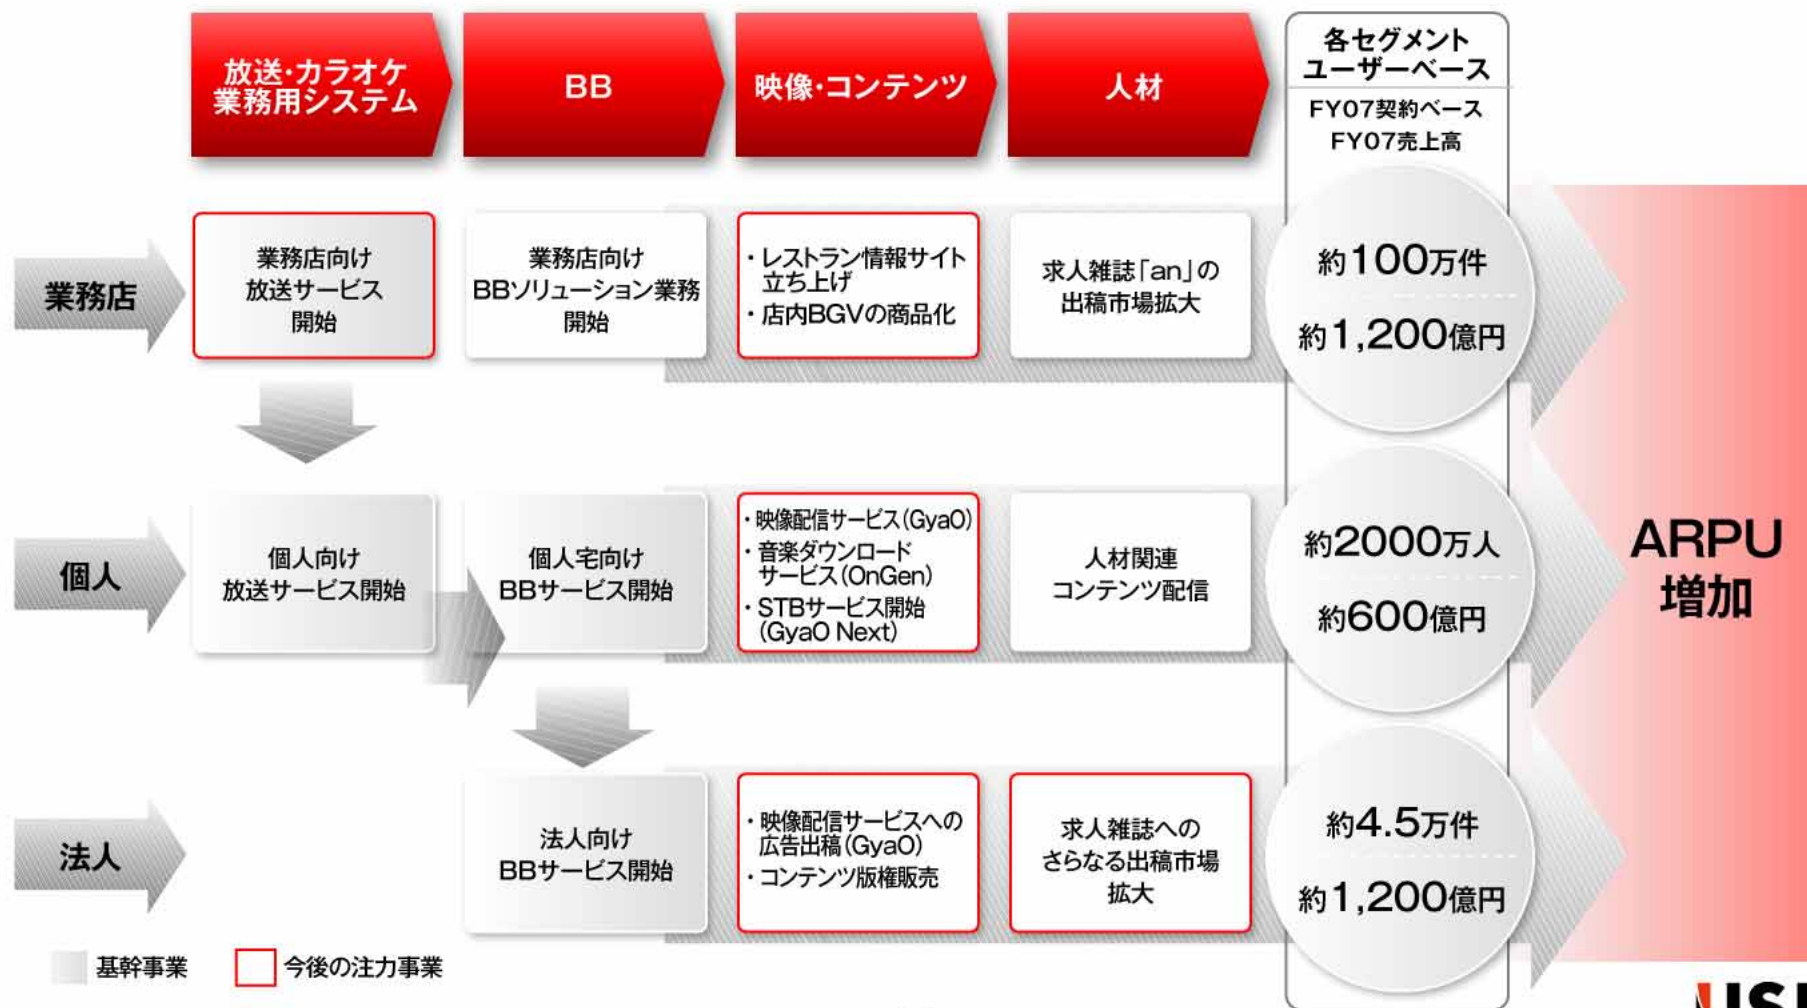 放送・カラオケ
業務用システム
BB
映像・コンテンツ
人材
各セグメント
ユーザーベース
FY07契約ベース
FY07売上高
業務店
業務店向け
放送サービス
開始
業務店向け
BBソリューション業務
開始
・レストラン情報サイト
立ち上げ
・店内BGVの商品化
求人雑誌「an」の
出稿市場拡大
約100万件
約1,200億円
個人
個人向け
放送サービス開始
個人宅向け
BBサービス開始
・映像配信サービス(GyaO)
・音楽ダウンロード
サービス(OnGen)
・STBサービス開始
(GyaO Next)
人材関連
コンテンツ配信
約2000万人
約600億円
ARPU
増加
法人
法人向け
BBサービス開始
・映像配信サービスへの
広告出稿(GyaO)
・コンテンツ版権販売
求人雑誌への
さらなる出稿市場
拡大
約4.5万件
約1,200億円
基幹事業
今後の注力事業